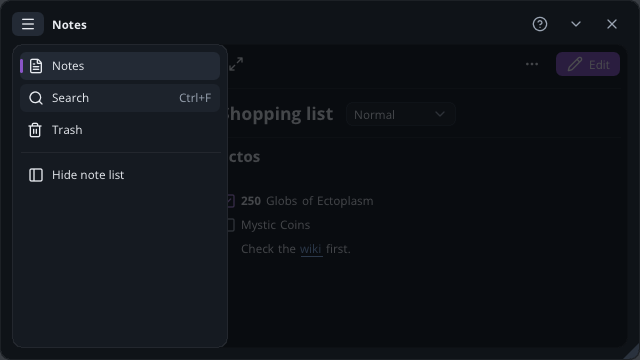 Notes
Notes
Search Ctrl+F
Trash
Hide note list
Edit
hopping list Normal
ctos
250 Globs of Ectoplasm
Mystic Coins
Check the wiki first.